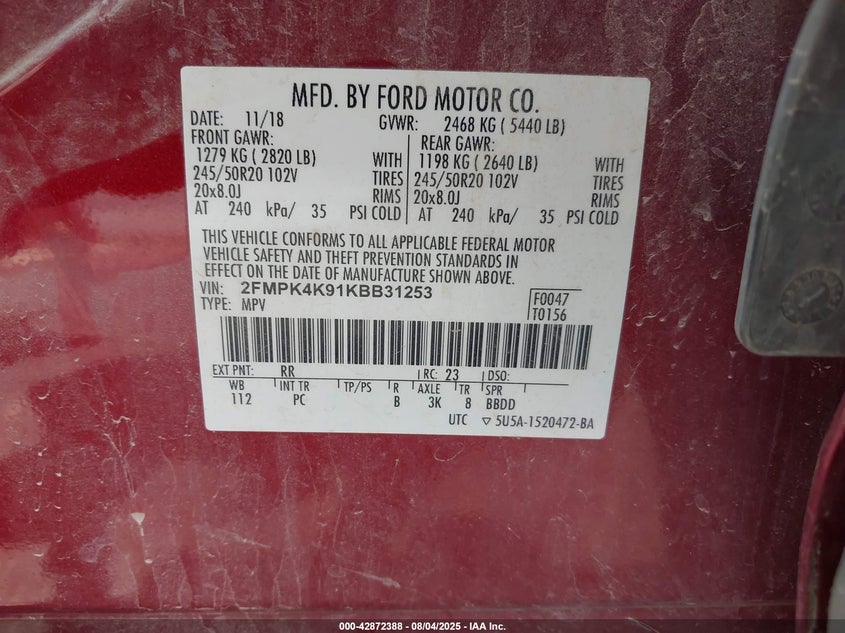 MFD. BY FORD MOTOR CO.
DATE: 11/18 GVWR: 2468 KG ( 5440 LB)
FRONT GAWR: REAR GAWR:
1279 KG ( 2820 LB) WITH 1198 KG ( 2640 LB) WITH
245/50R20 102V TIRES 245/50R20 102V TIRES
20x8.0J RIMS 20x8.0J RIMS
AT 240 kPa/ 35 PSI COLD AT 240 kPa/ 35 PSI COLD
THIS VEHICLE CONFORMS TO ALL APPLICABLE FEDERAL MOTOR
VEHICLE SAFETY AND THEFT PREVENTION STANDARDS IN
EFFECT ON THE DATE OF MANUFACTURE SHOWN ABOVE.
VIN: 2FMPK4K91KBB31253 F0047
TYPE: MPV T0156
EXT PNT: RR RC: 23 DSO:
WB INT TR TP/PS R AXLE TR SPR
112 PC B 3K 8 BBDD
UTC ▽ 5U5A-1520472-BA
000-42872388 - 08/04/2025 - IAA Inc.